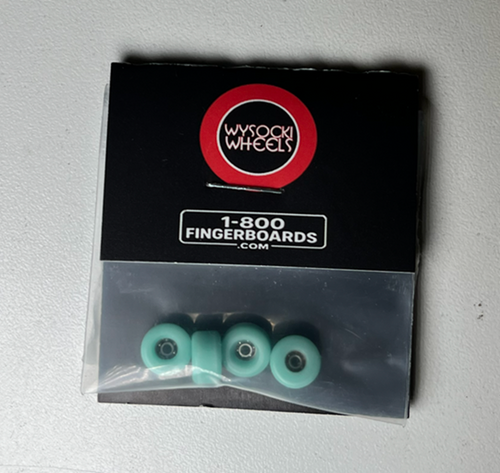 WYSOCKI
WHEELS
1-800
FINGERBOARDS
.COM